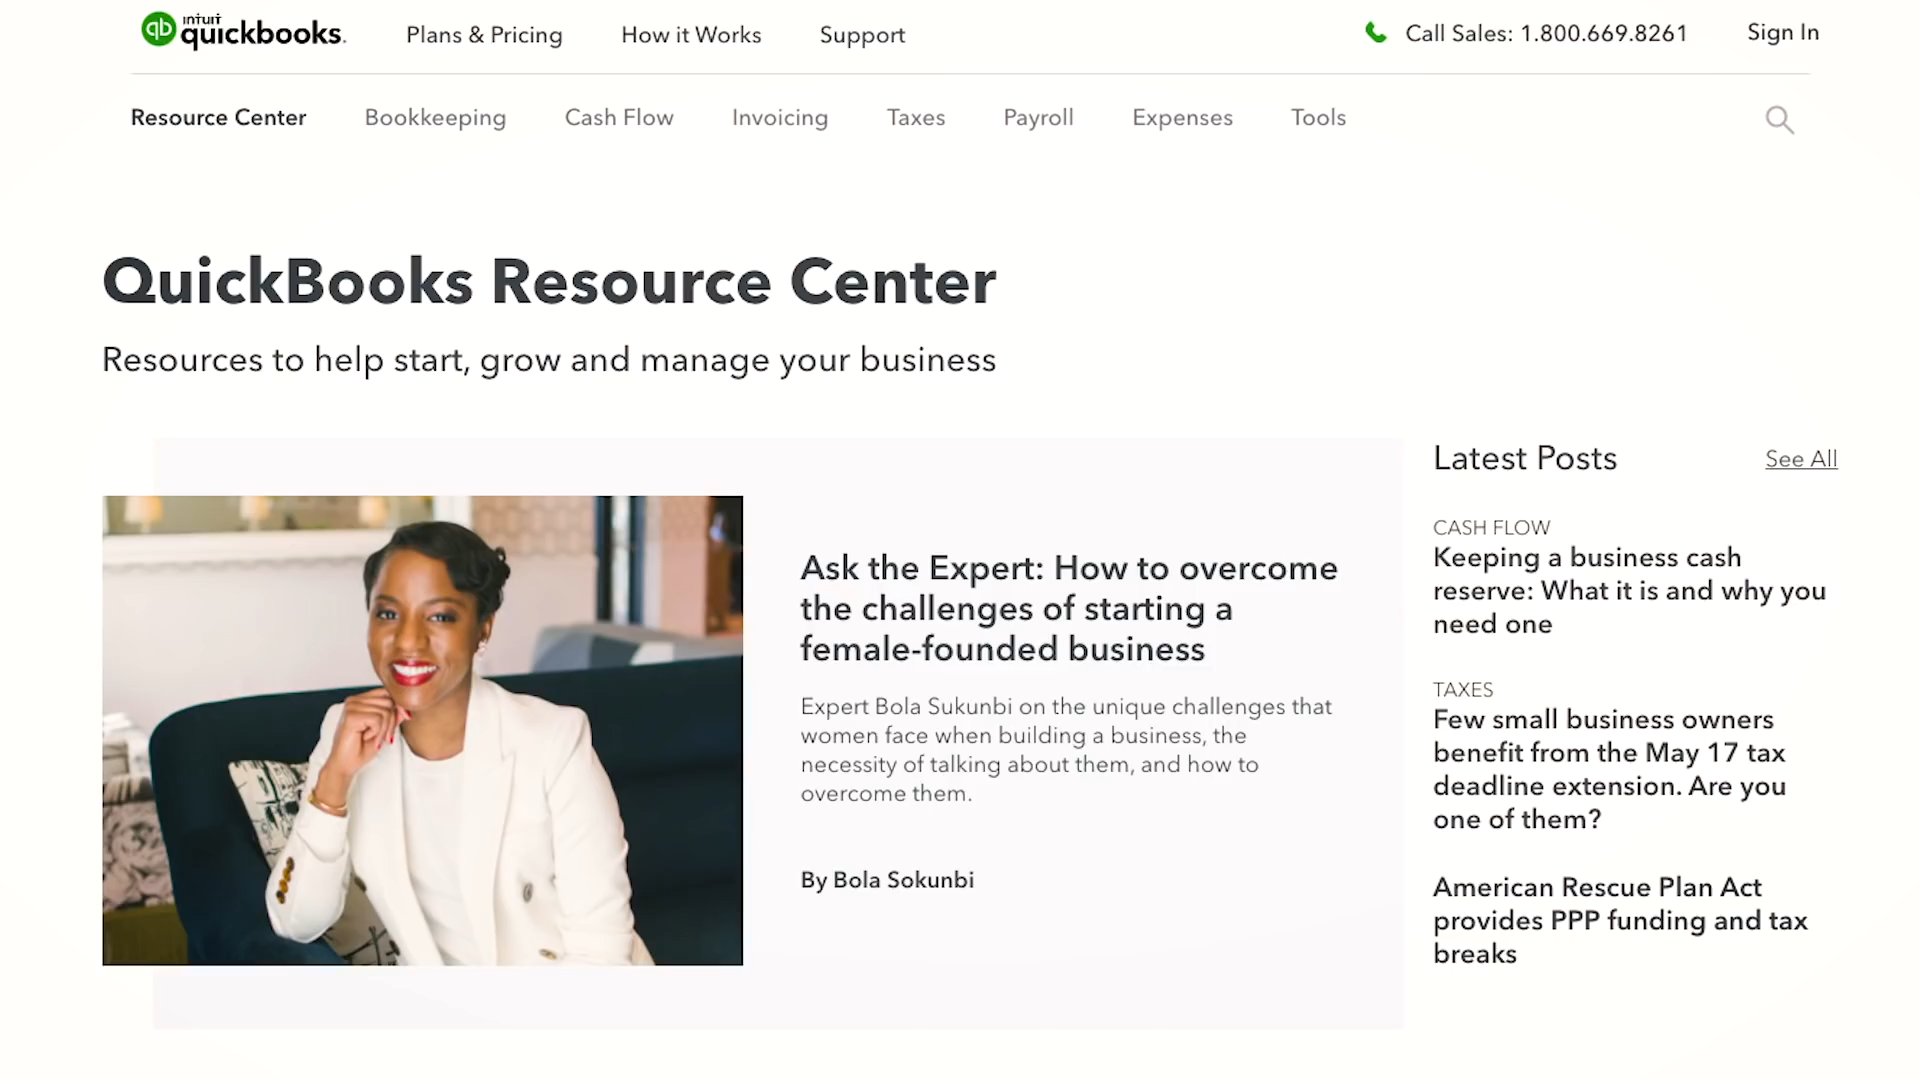 intuit
quickbooks.
Plans & Pricing
How it Works
Support
Call Sales: 1.800.669.8261
Sign In
Resource Center
Bookkeeping
Cash Flow
Invoicing
Taxes
Payroll
Expenses
Tools
QuickBooks Resource Center
Resources to help start, grow and manage your business
Ask the Expert: How to overcome
the challenges of starting a
female-founded business
Expert Bola Sukunbi on the unique challenges that
women face when building a business, the
necessity of talking about them, and how to
overcome them.
By Bola Sokunbi
Latest Posts
See All
CASH FLOW
Keeping a business cash
reserve: What it is and why you
need one
TAXES
Few small business owners
benefit from the May 17 tax
deadline extension. Are you
one of them?
American Rescue Plan Act
provides PPP funding and tax
breaks